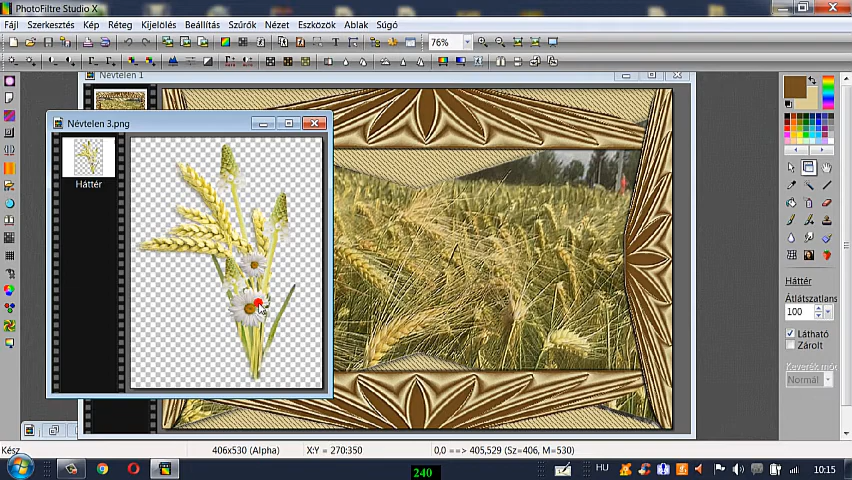 PhotoFiltre Studio X
Fájl Szerkesztés Kép Réteg Kijelölés Beállítás Szűrők Nézet Eszközök Ablak Súgó
76%
Névtelen 1
Névtelen 3.png
Háttér
Háttér
Átlátszatlans
100
Látható
Zárolt
Keverék mód
Normál
Kész
406x530 (Alpha)
X:Y = 270:350
0,0 ==> 405,529 (Sz=406, M=530)
240
HU
10:15